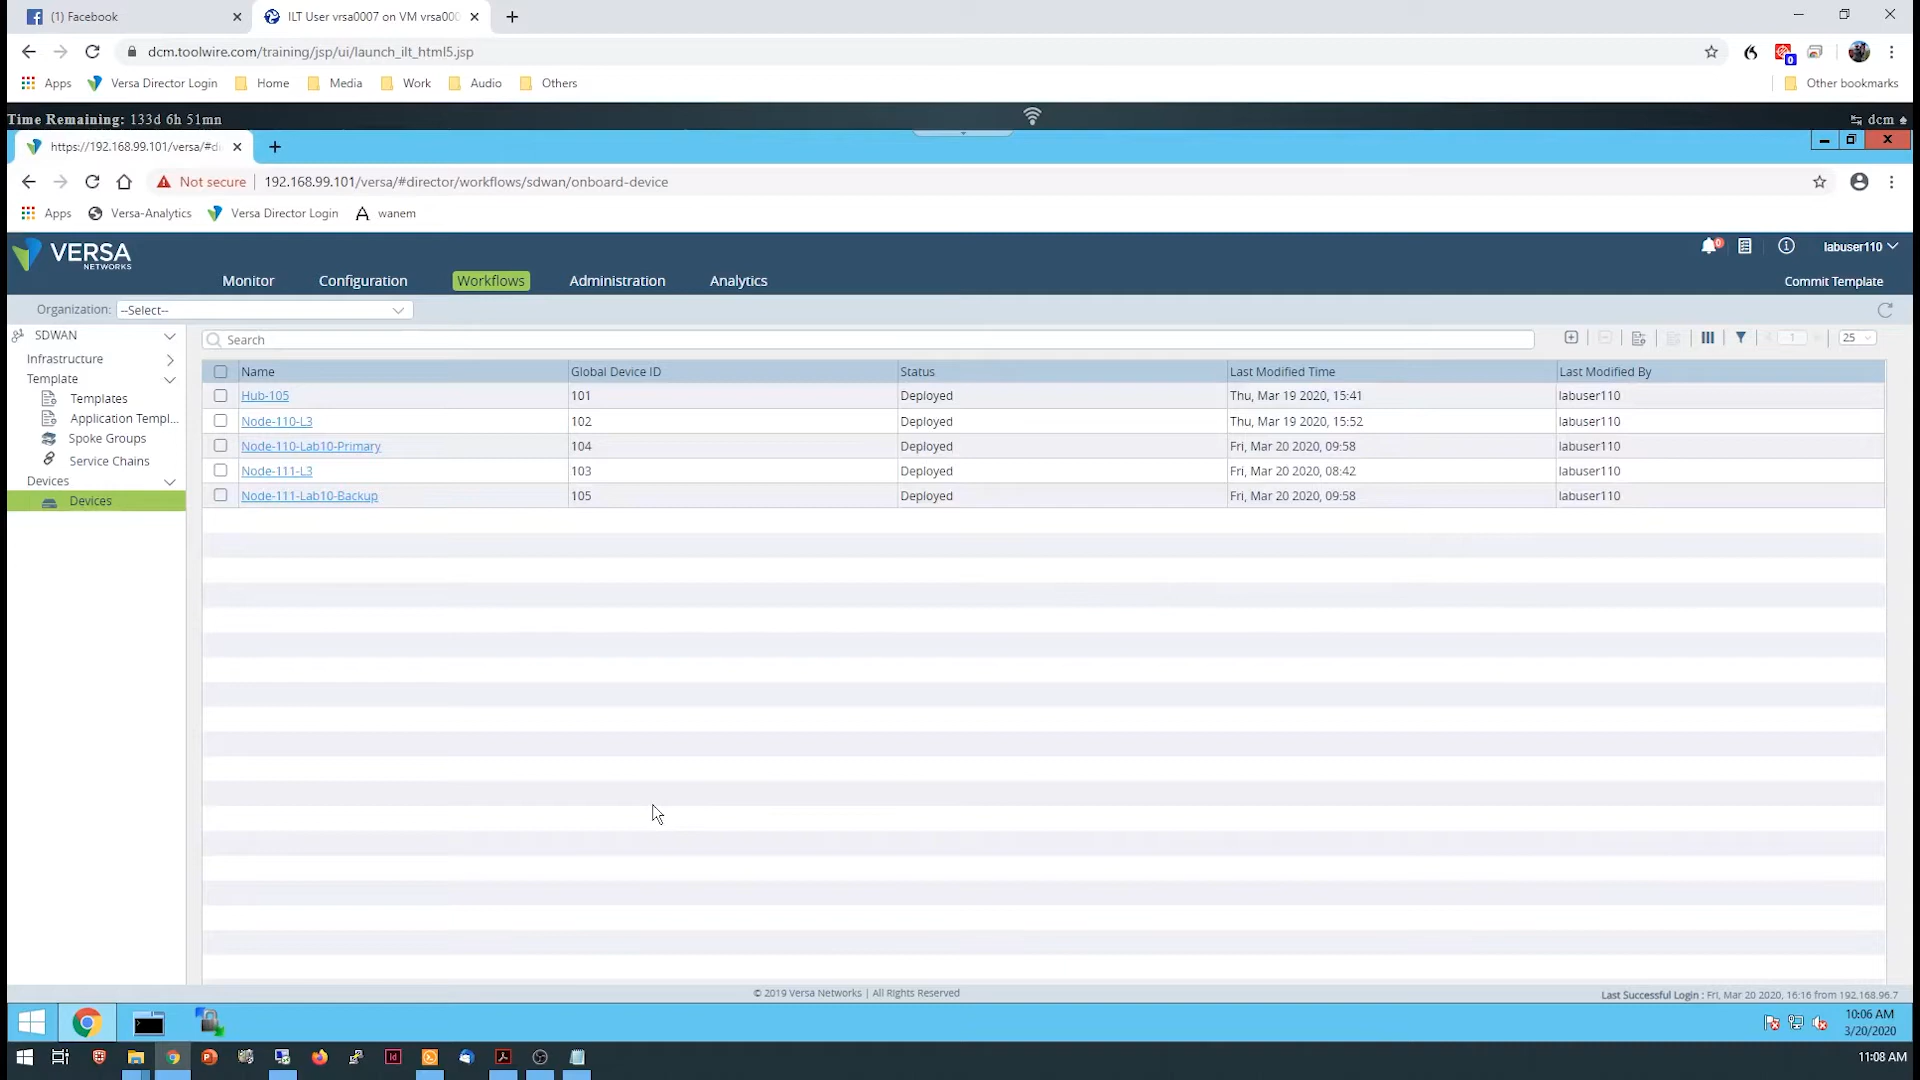 (1) Facebook
ILT User vrsa0007 on VM vrsa000
dcm.toolwire.com/training/jsp/ui/launch_ilt_html5.jsp
0
Apps
Versa Director Login
Home
Media
Work
Audio
Others
Other bookmarks
Time Remaining: 133d 6h 51mn
dcm
https://192.168.99.101/versa/#di
Not secure
192.168.99.101/versa/#director/workflows/sdwan/onboard-device
Apps
Versa-Analytics
Versa Director Login
wanem
VERSA
NETWORKS
Monitor
Configuration
Workflows
Administration
Analytics
0
labuser110
Commit Template
Organization: --Select--
SDWAN
Infrastructure
Template
Templates
Application Templ...
Spoke Groups
Service Chains
Devices
Devices
Search
1
25
Name Global Device ID Status Last Modified Time Last Modified By
Hub-105 101 Deployed Thu, Mar 19 2020, 15:41 labuser110
Node-110-L3 102 Deployed Thu, Mar 19 2020, 15:52 labuser110
Node-110-Lab10-Primary 104 Deployed Fri, Mar 20 2020, 09:58 labuser110
Node-111-L3 103 Deployed Fri, Mar 20 2020, 08:42 labuser110
Node-111-Lab10-Backup 105 Deployed Fri, Mar 20 2020, 09:58 labuser110
© 2019 Versa Networks | All Rights Reserved
Last Successful Login : Fri, Mar 20 2020, 16:16 from 192.168.96.7
10:06 AM
3/20/2020
11:08 AM